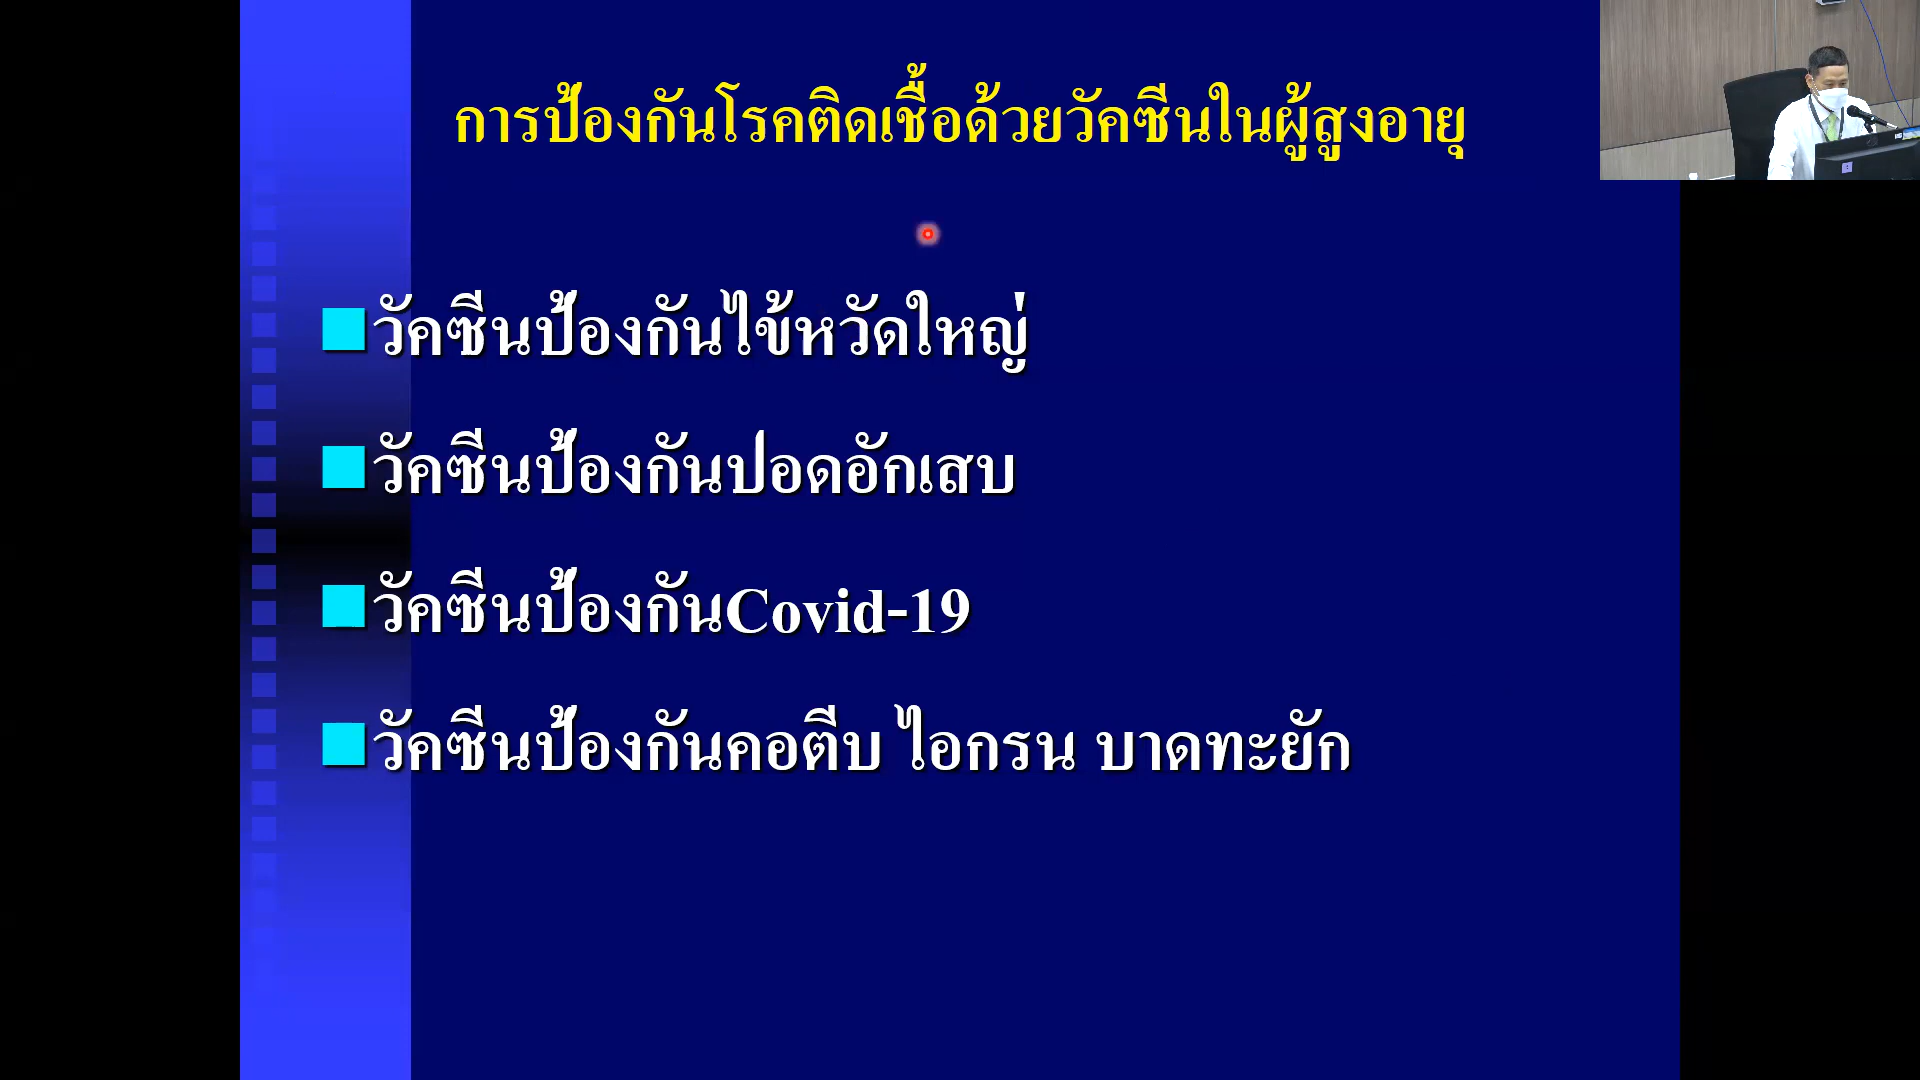 การป้องกันโรคติดเชื้อด้วยวัคซีนในผู้สูงอายุ
วัคซีนป้องกันไข้หวัดใหญ่
วัคซีนป้องกันปอดอักเสบ
วัคซีนป้องกันCovid-19
วัคซีนป้องกันคอตีบ ไอกรน บาดทะยัก